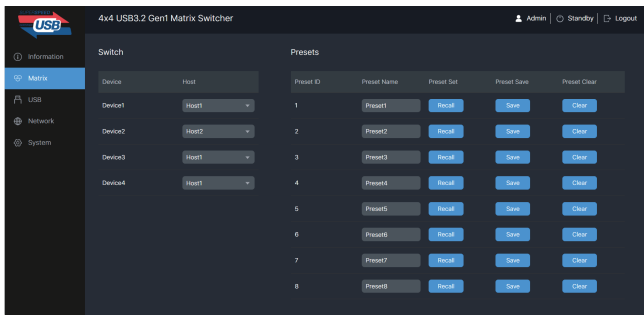 USB
4x4 USB3.2 Gen1 Matrix Switcher
Admin
Standby
Logout
Information
Matrix
USB
Network
System
Switch
Device Host
Device1 Host1
Device2 Host2
Device3 Host1
Device4 Host1
Presets
Preset ID Preset Name Preset Set Preset Save Preset Clear
1 Preset1 Recall Save Clear
2 Preset2 Recall Save Clear
3 Preset3 Recall Save Clear
4 Preset4 Recall Save Clear
5 Preset5 Recall Save Clear
6 Preset6 Recall Save Clear
7 Preset7 Recall Save Clear
8 Preset8 Recall Save Clear